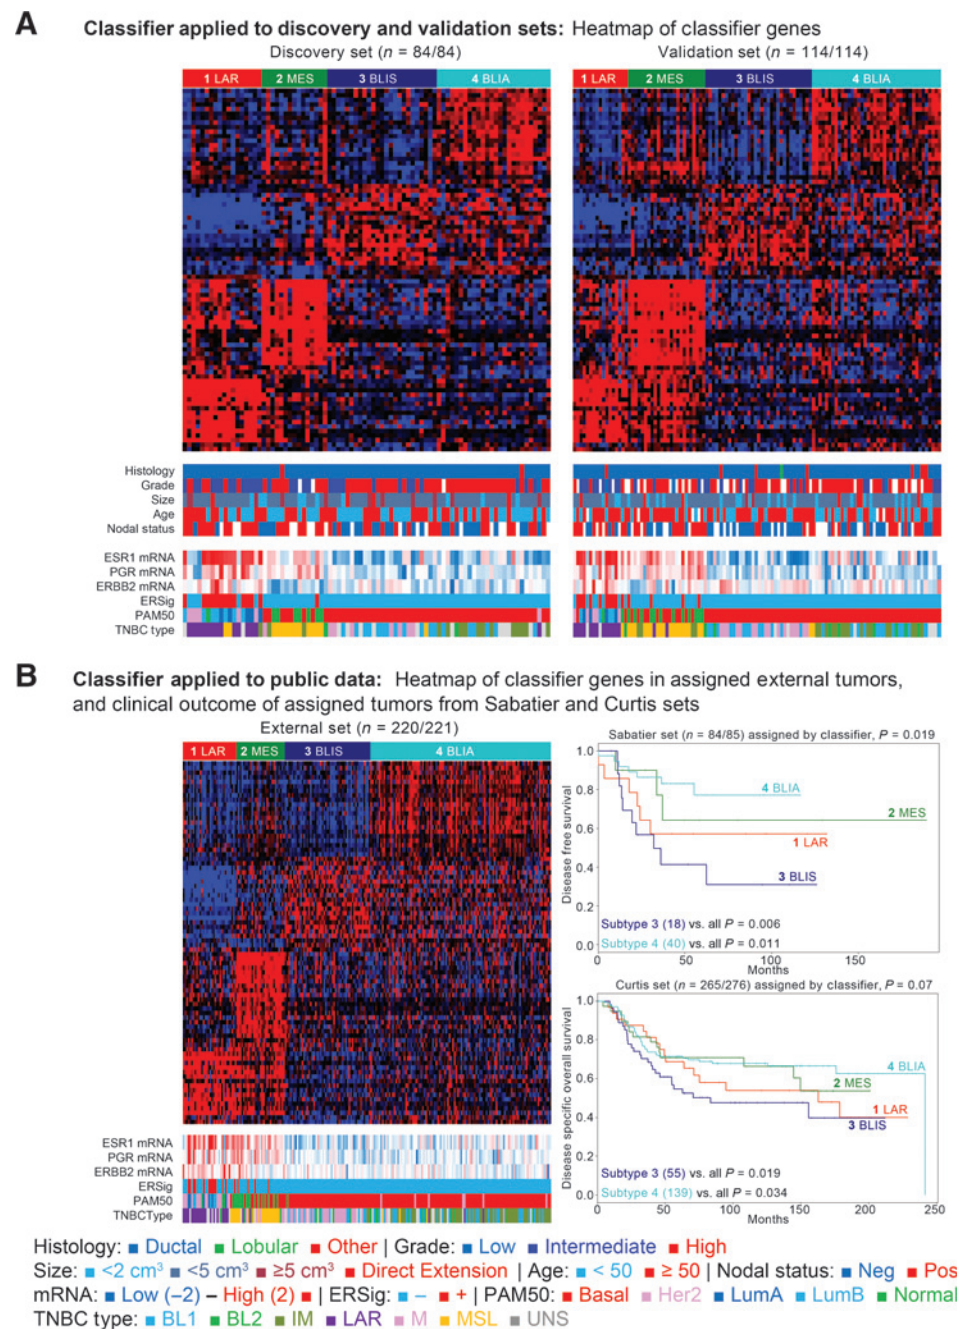 A
Classifier applied to discovery and validation sets: Heatmap of classifier genes
Discovery set (n = 84/84)
Validation set (n = 114/114)
1 LAR 2 MES 3 BLIS 4 BLIA
1 LAR 2 MES 3 BLIS 4 BLIA
Histology
Grade
Size
Age
Nodal status
ESR1 mRNA
PGR mRNA
ERBB2 mRNA
ERSig
PAM50
TNBC type
B
Classifier applied to public data: Heatmap of classifier genes in assigned external tumors,
and clinical outcome of assigned tumors from Sabatier and Curtis sets
External set (n = 220/221)
1 LAR 2 MES 3 BLIS 4 BLIA
ESR1 mRNA
PGR mRNA
ERBB2 mRNA
ERSig
PAM50
TNBCType
Sabatier set (n = 84/85) assigned by classifier, P = 0.019
Disease free survival
1.0
0.8
0.6
0.4
0.2
0.0
4 BLIA
2 MES
1 LAR
3 BLIS
Subtype 3 (18) vs. all P = 0.006
Subtype 4 (40) vs. all P = 0.011
0 50 100 150
Months
Curtis set (n = 265/276) assigned by classifier, P = 0.07
Disease specific overall survival
1.0
0.8
0.6
0.4
0.2
0.0
4 BLIA
2 MES
1 LAR
3 BLIS
Subtype 3 (55) vs. all P = 0.019
Subtype 4 (139) vs. all P = 0.034
0 50 100 150 200 250
Months
Histology: Ductal Lobular Other | Grade: Low Intermediate High
Size: <2 cm³ <5 cm³ ≥5 cm³ Direct Extension | Age: < 50 ≥ 50 | Nodal status: Neg Pos
mRNA: Low (–2) – High (2) | ERSig: – + | PAM50: Basal Her2 LumA LumB Normal
TNBC type: BL1 BL2 IM LAR M MSL UNS